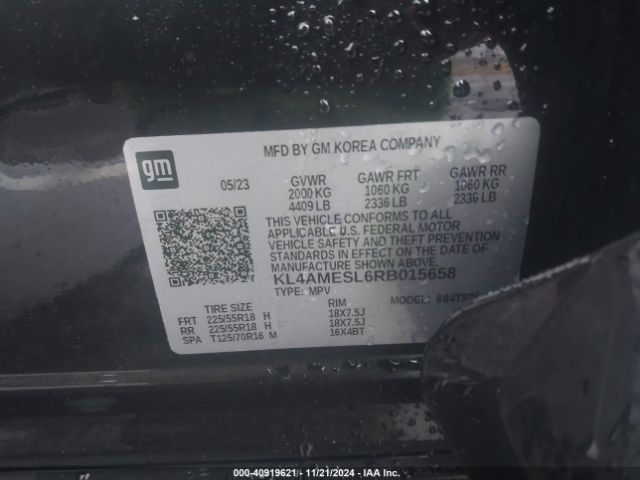 MFD BY GM KOREA COMPANY
gm
05/23
GVWR GAWR FRT GAWR RR
2000 KG 1060 KG 1060 KG
4409 LB 2336 LB 2336 LB
THIS VEHICLE CONFORMS TO ALL
APPLICABLE U.S. FEDERAL MOTOR
VEHICLE SAFETY AND THEFT PREVENTION
STANDARDS IN EFFECT ON THE DATE OF
KL4AMESL6RB015658
TYPE: MPV MODEL:
TIRE SIZE RIM
FRT 225/55R18 H 18X7.5J
RR 225/55R18 H 18X7.5J
SPA T125/70R16 M 16X4BT
000-40919621 - 11/21/2024 - IAA Inc.